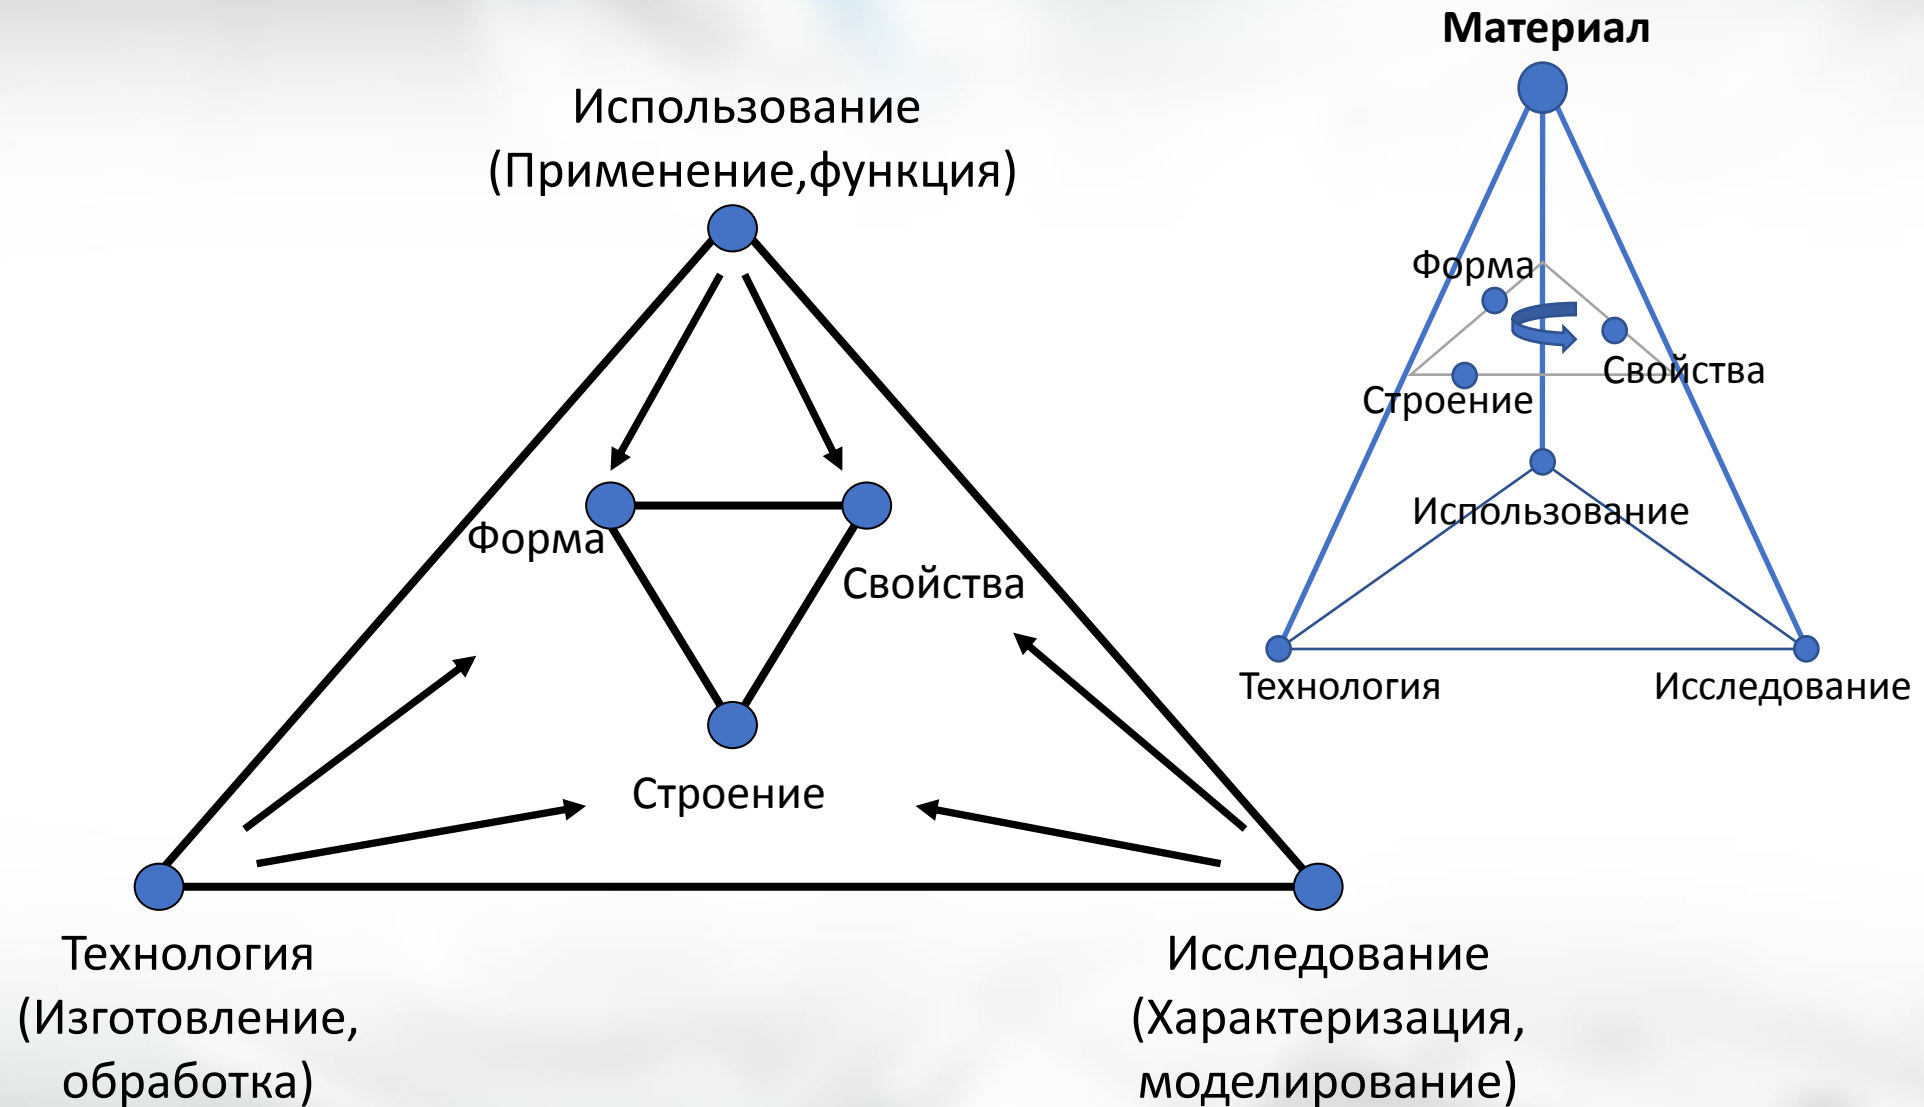 Использование
(Применение,функция)
Форма
Свойства
Строение
Технология
(Изготовление,
обработка)
Исследование
(Характеризация,
моделирование)
Материал
Форма
Свойства
Строение
Использование
Технология
Исследование